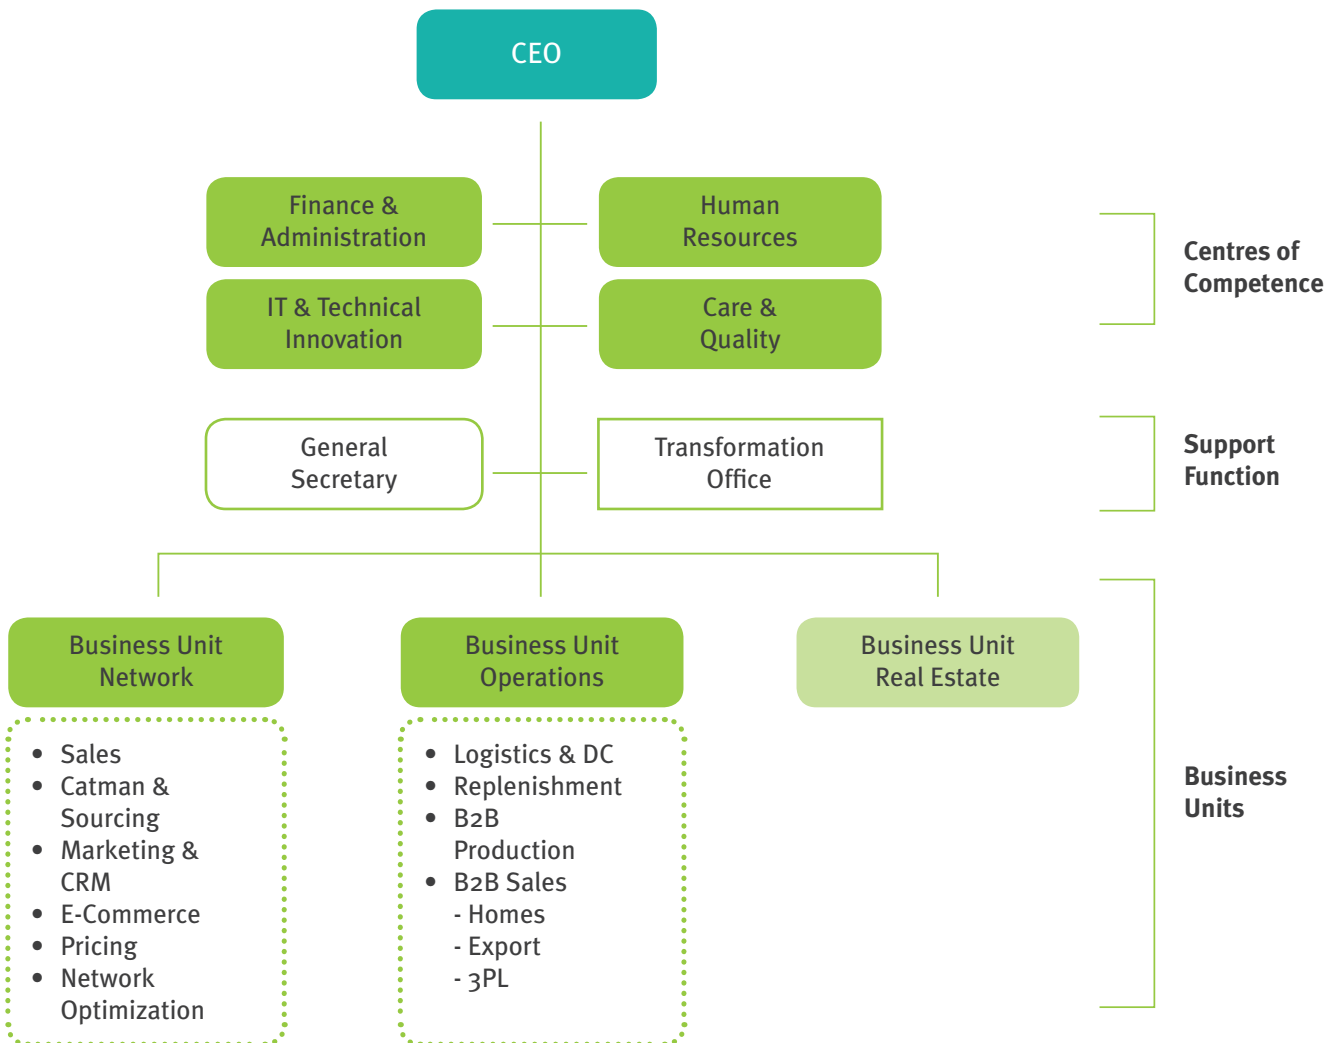 CEO
Finance &
Administration
Human
Resources
IT & Technical
Innovation
Care &
Quality
Centres of
Competence
General
Secretary
Transformation
Office
Support
Function
Business Unit
Network
Business Unit
Operations
Business Unit
Real Estate
• Sales
• Catman &
Sourcing
• Marketing &
CRM
• E-Commerce
• Pricing
• Network
Optimization
• Logistics & DC
• Replenishment
• B2B
Production
• B2B Sales
- Homes
- Export
- 3PL
Business
Units